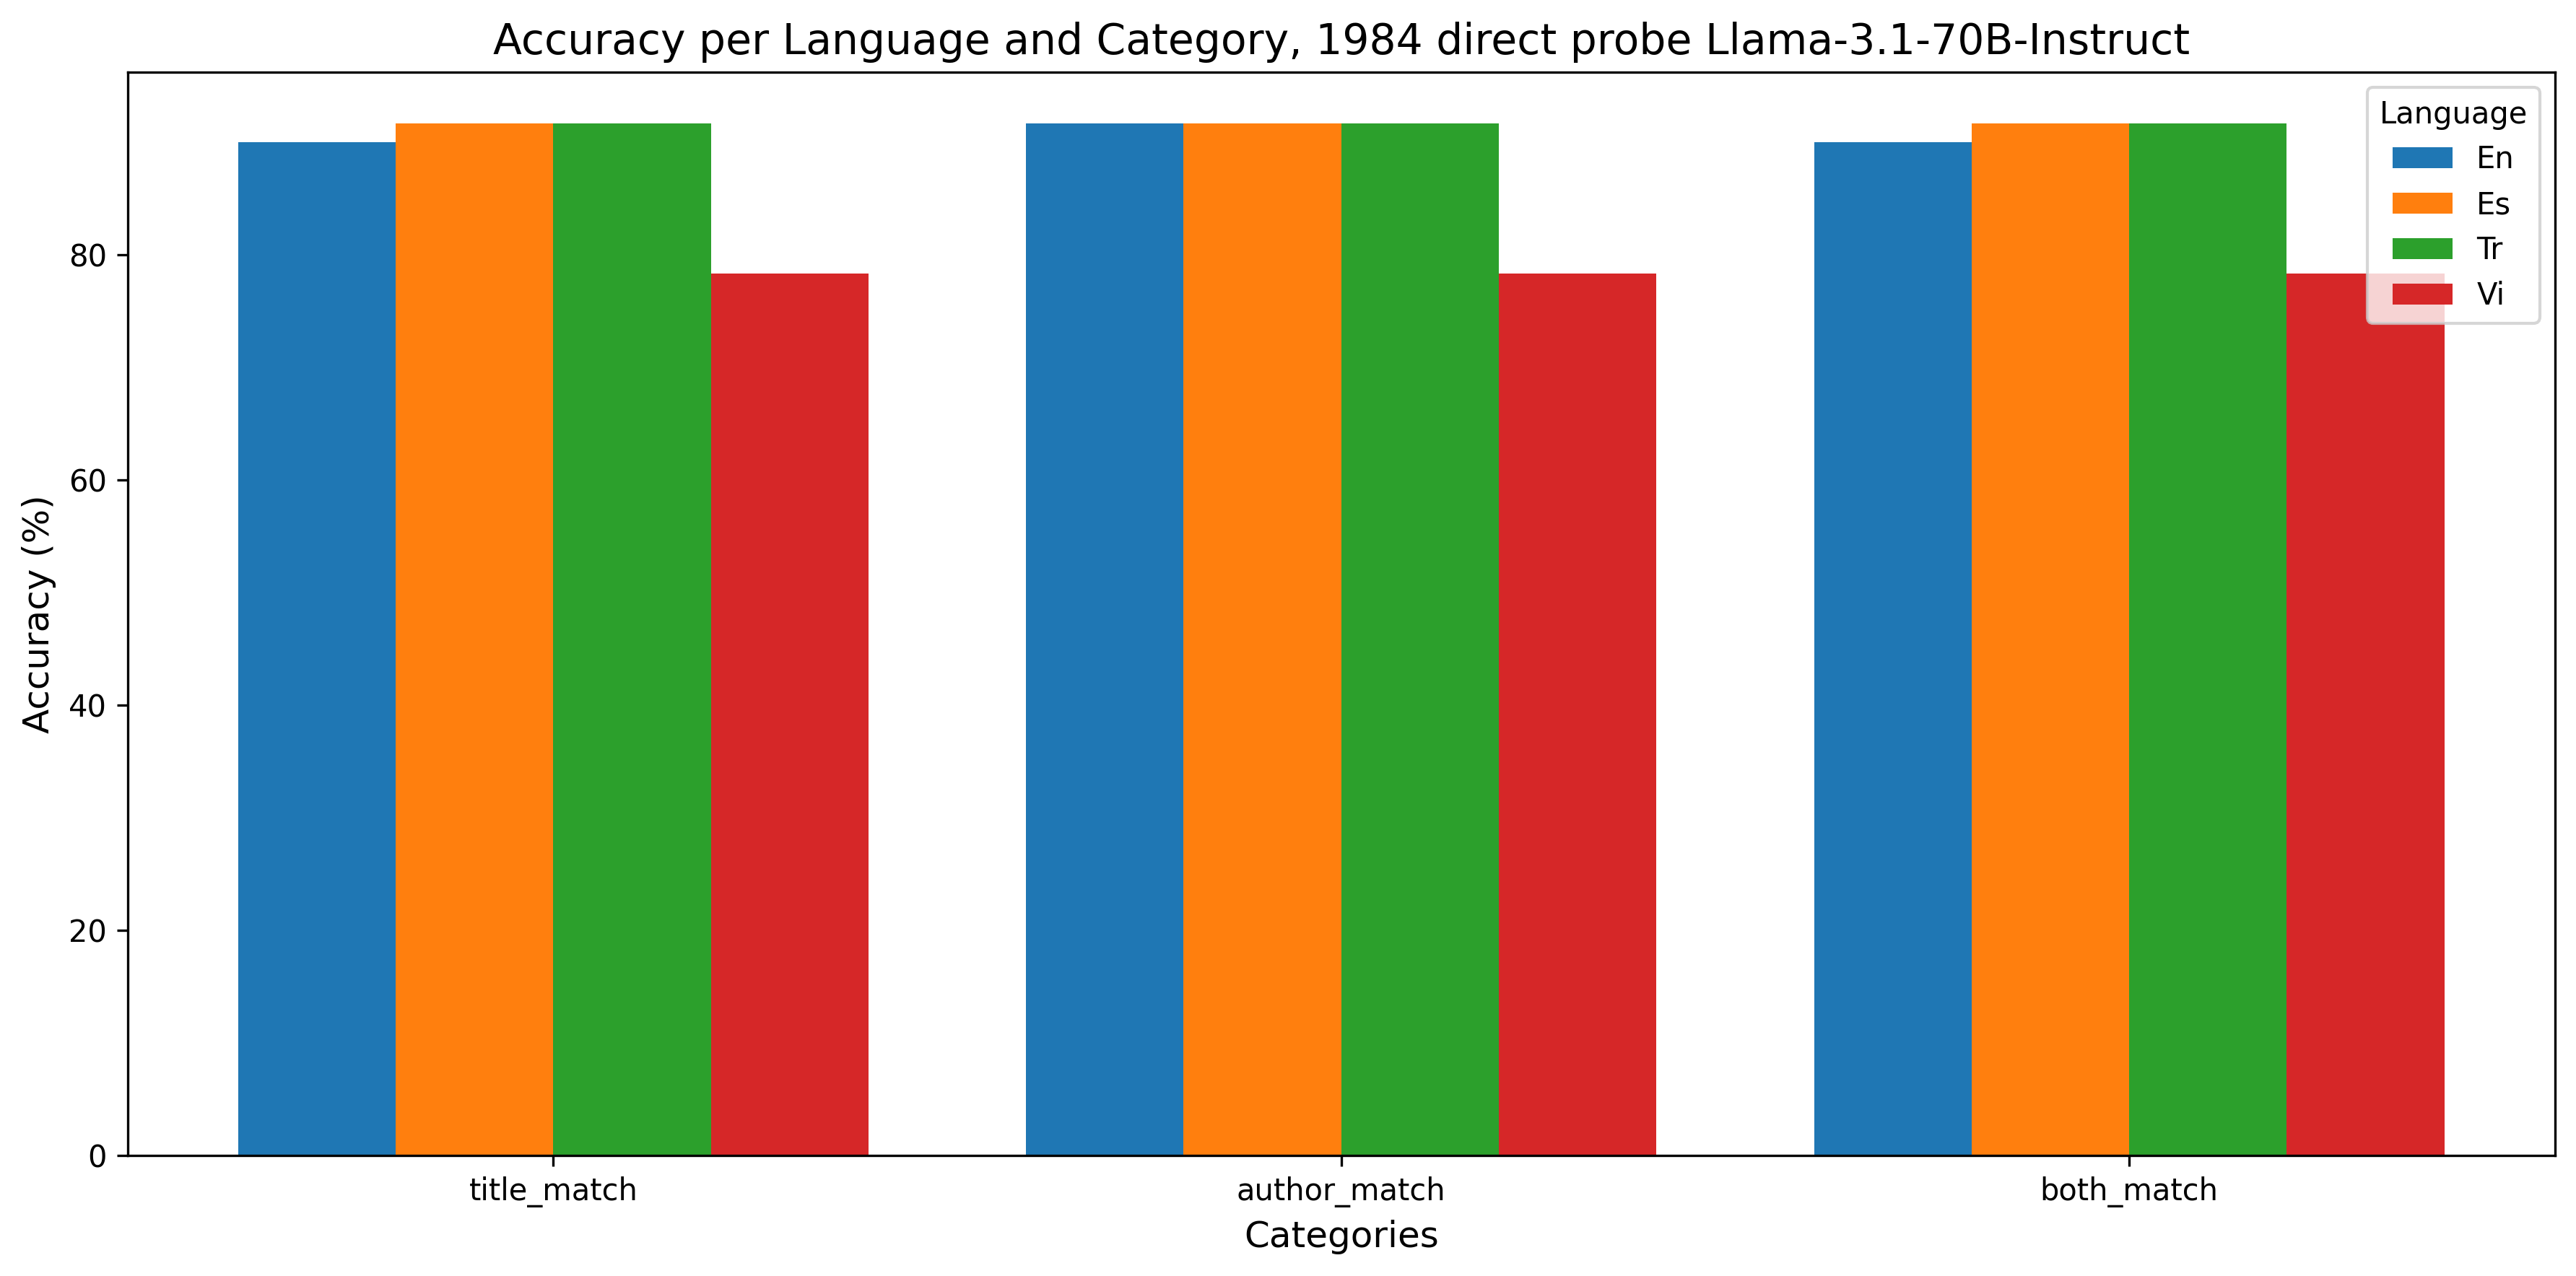 Accuracy per Language and Category, 1984 direct probe Llama-3.1-70B-Instruct
Language
En
Es
Tr
Vi
Accuracy (%)
80
60
40
20
0
title_match
author_match
both_match
Categories